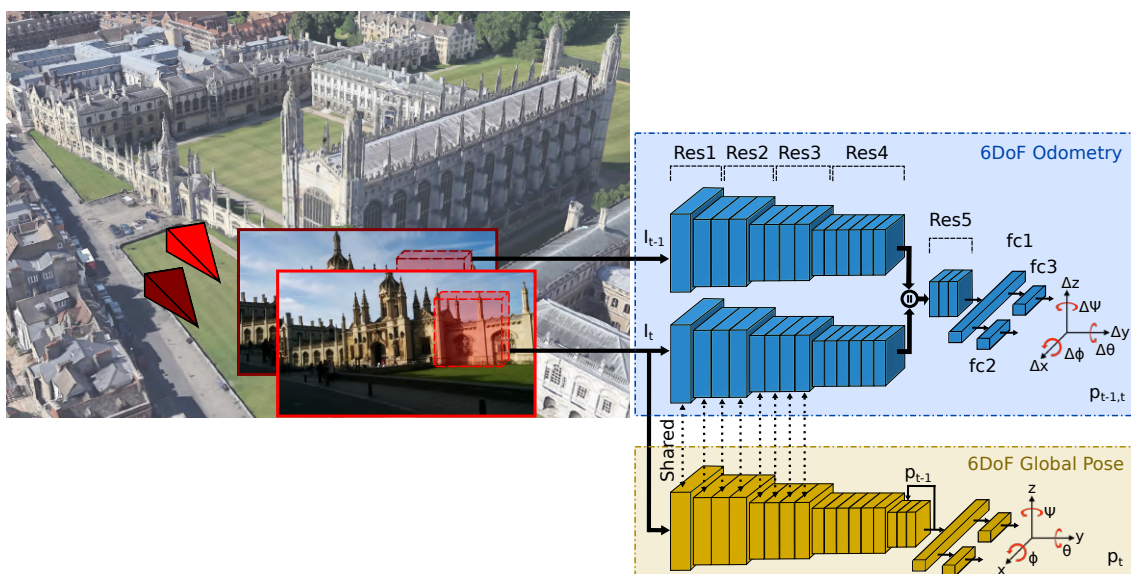 6DoF Odometry
Res1 Res2 Res3 Res4
Res5
I_{t-1}
fc1
fc3
Δz
ΔΨ
Δy
Δθ
Δϕ
Δx
I_t
fc2
p_{t-1,t}
Shared
6DoF Global Pose
p_{t-1}
z
Ψ
y
θ
ϕ
x
p_t